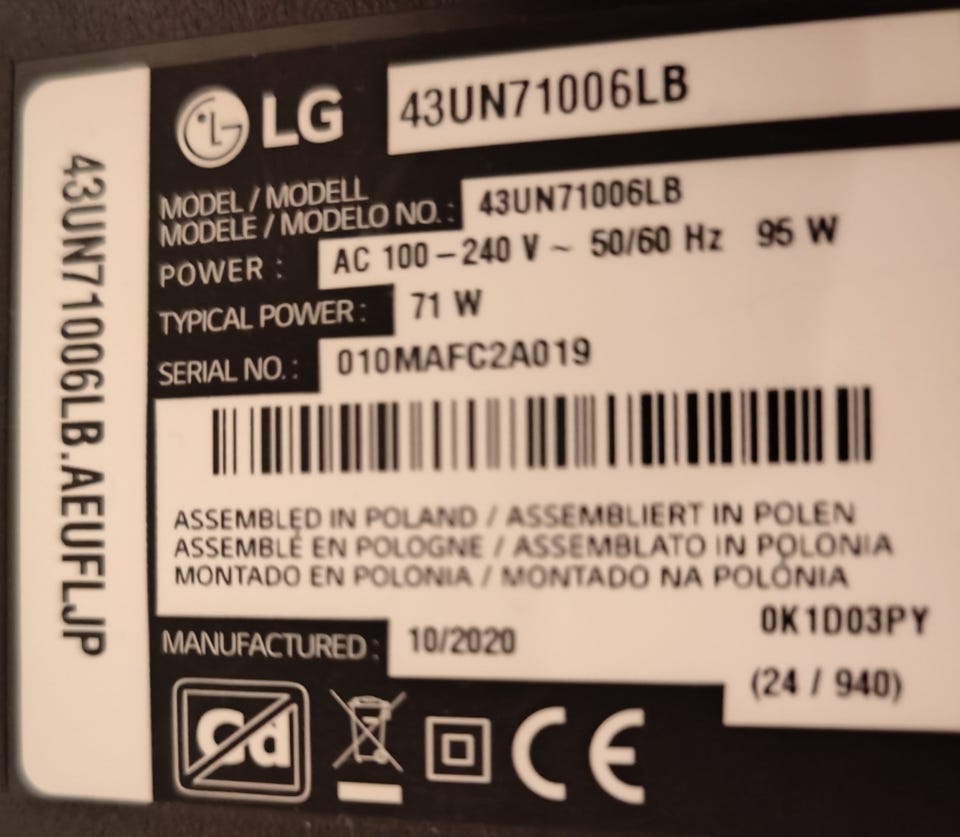 LG
43UN71006LB
MODEL / MODELL
MODÈLE / MODELO NO. : 43UN71006LB
POWER : AC 100-240 V ~ 50/60 Hz 95 W
TYPICAL POWER : 71 W
SERIAL NO. : 010MAFC2A019
ASSEMBLED IN POLAND / ASSEMBLIERT IN POLEN
ASSEMBLÉ EN POLOGNE / ASSEMBLATO IN POLONIA
MONTADO EN POLONIA / MONTADO NA POLÓNIA
MANUFACTURED : 10/2020
0K1D03PY
(24 / 940)
Cd
CE
43UN71006LB.AEUFLJP